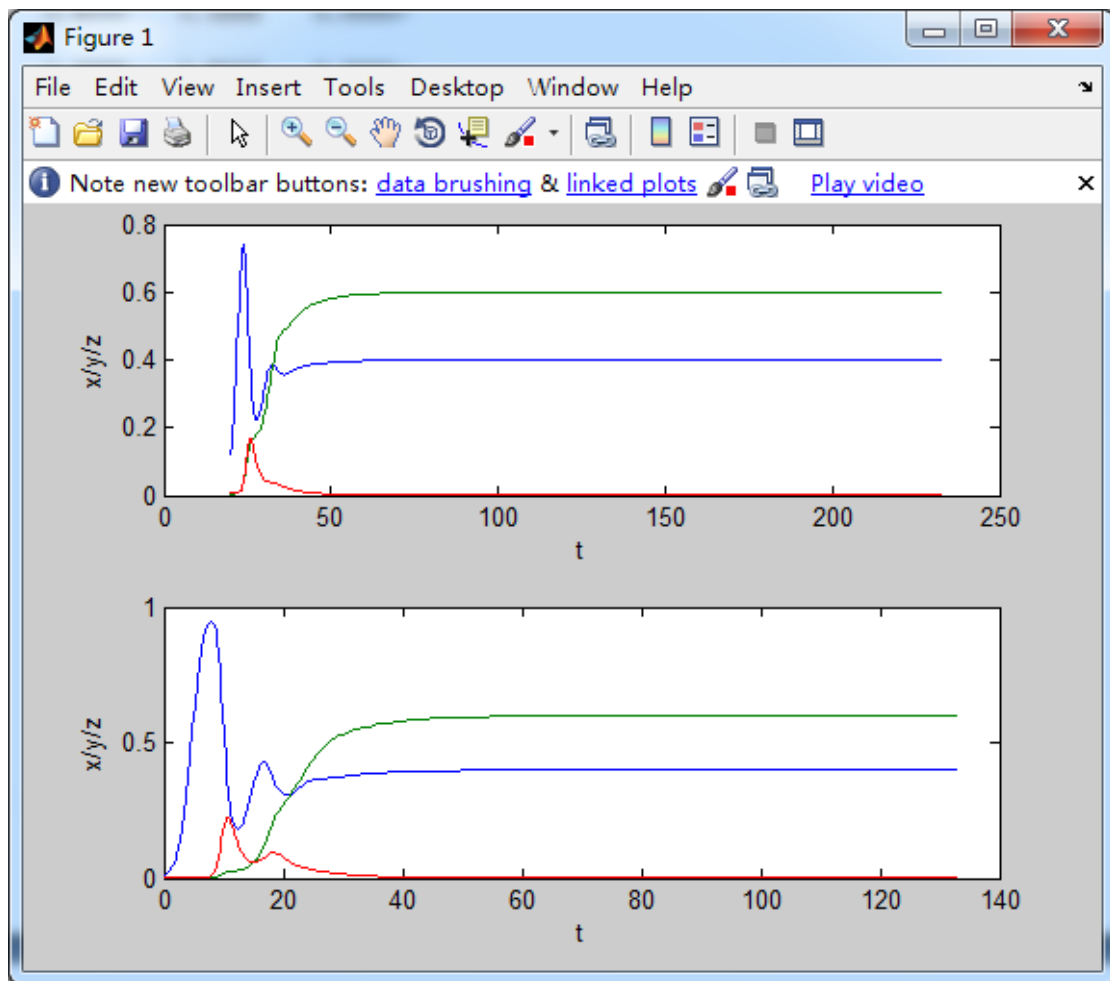 Figure 1
File Edit View Insert Tools Desktop Window Help
Note new toolbar buttons: data brushing & linked plots Play video
0.8
0.6
0.4
0.2
0
x/y/z
0 50 100 150 200 250
t
1
0.5
0
x/y/z
0 20 40 60 80 100 120 140
t